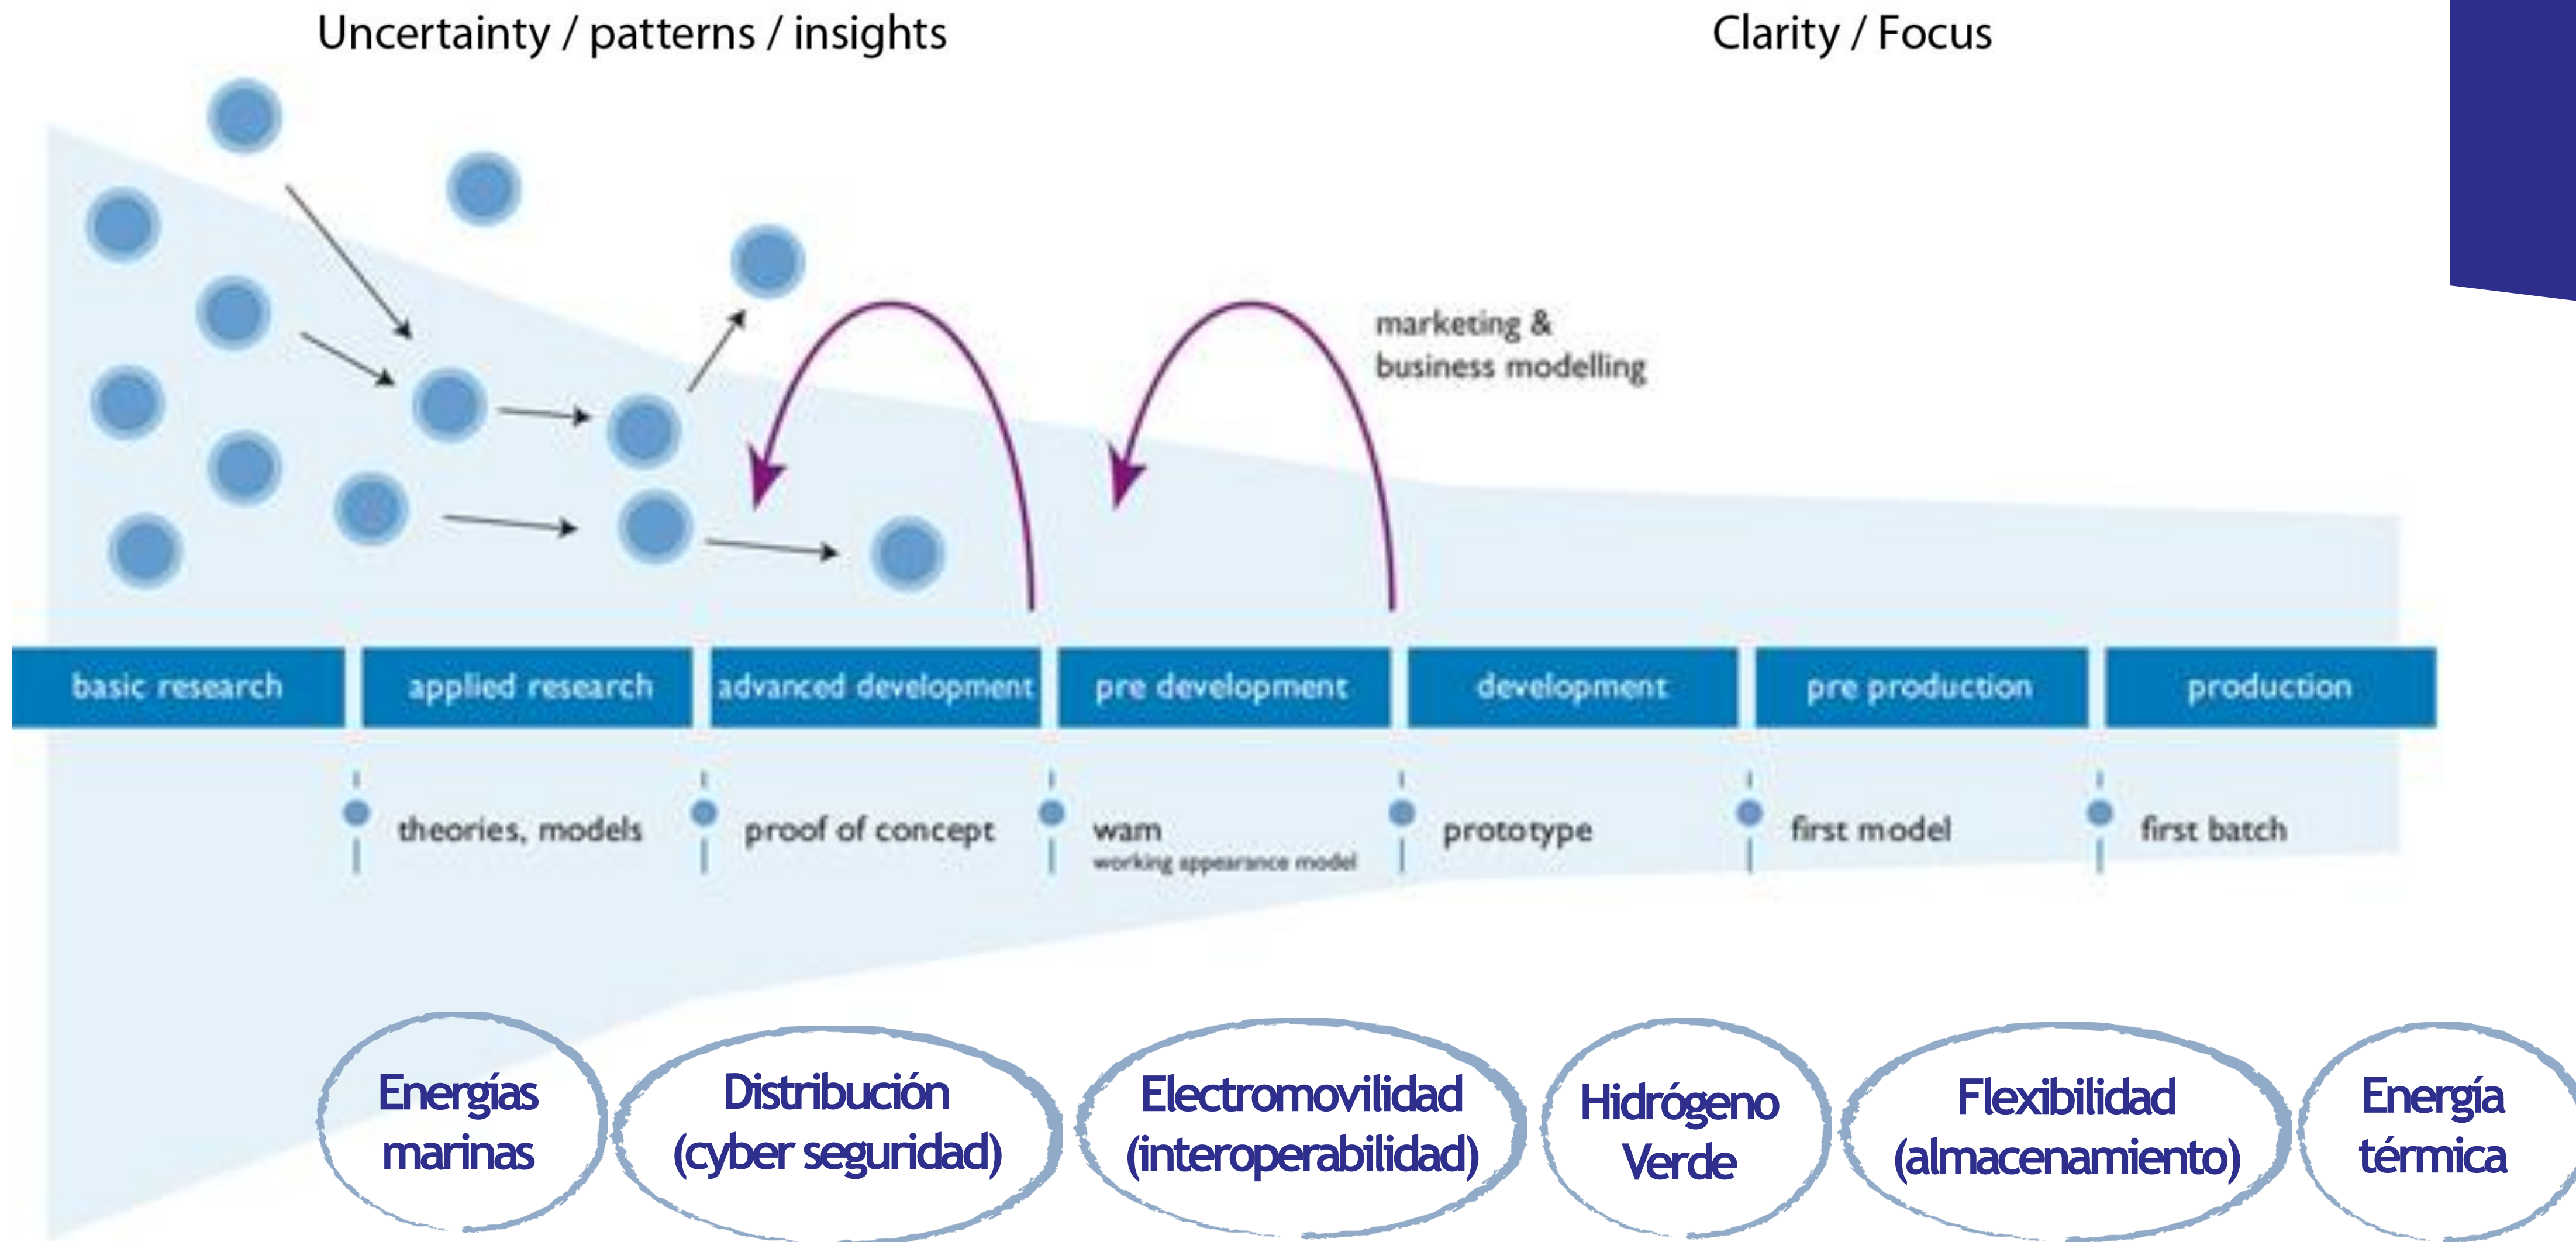 Uncertainty / patterns / insights
Clarity / Focus
marketing &
business modelling
basic research
applied research
advanced development
pre development
development
pre production
production
theories, models
proof of concept
wam
working appearance model
prototype
first model
first batch
Energías
marinas
Distribución
(cyber seguridad)
Electromovilidad
(interoperabilidad)
Hidrógeno
Verde
Flexibilidad
(almacenamiento)
Energía
térmica